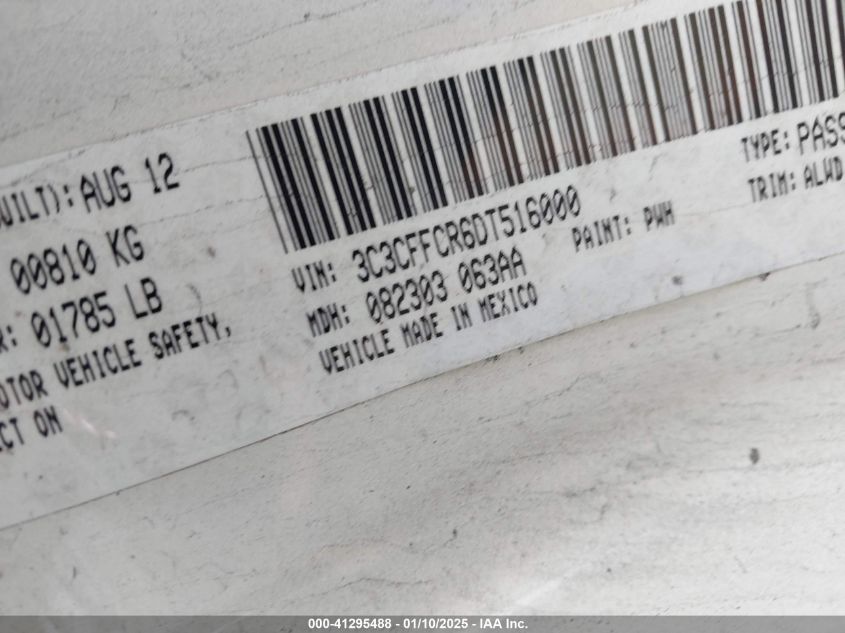 UILT): AUG 12
00810 KG
R: 01785 LB
OTOR VEHICLE SAFETY,
CT ON
VIN: 3C3CFFCR6DT516000
MDH: 082303 063AA
VEHICLE MADE IN MEXICO
PAINT: PWH
TYPE: PASS
TRIM: ALWD
000-41295488 - 01/10/2025 - IAA Inc.